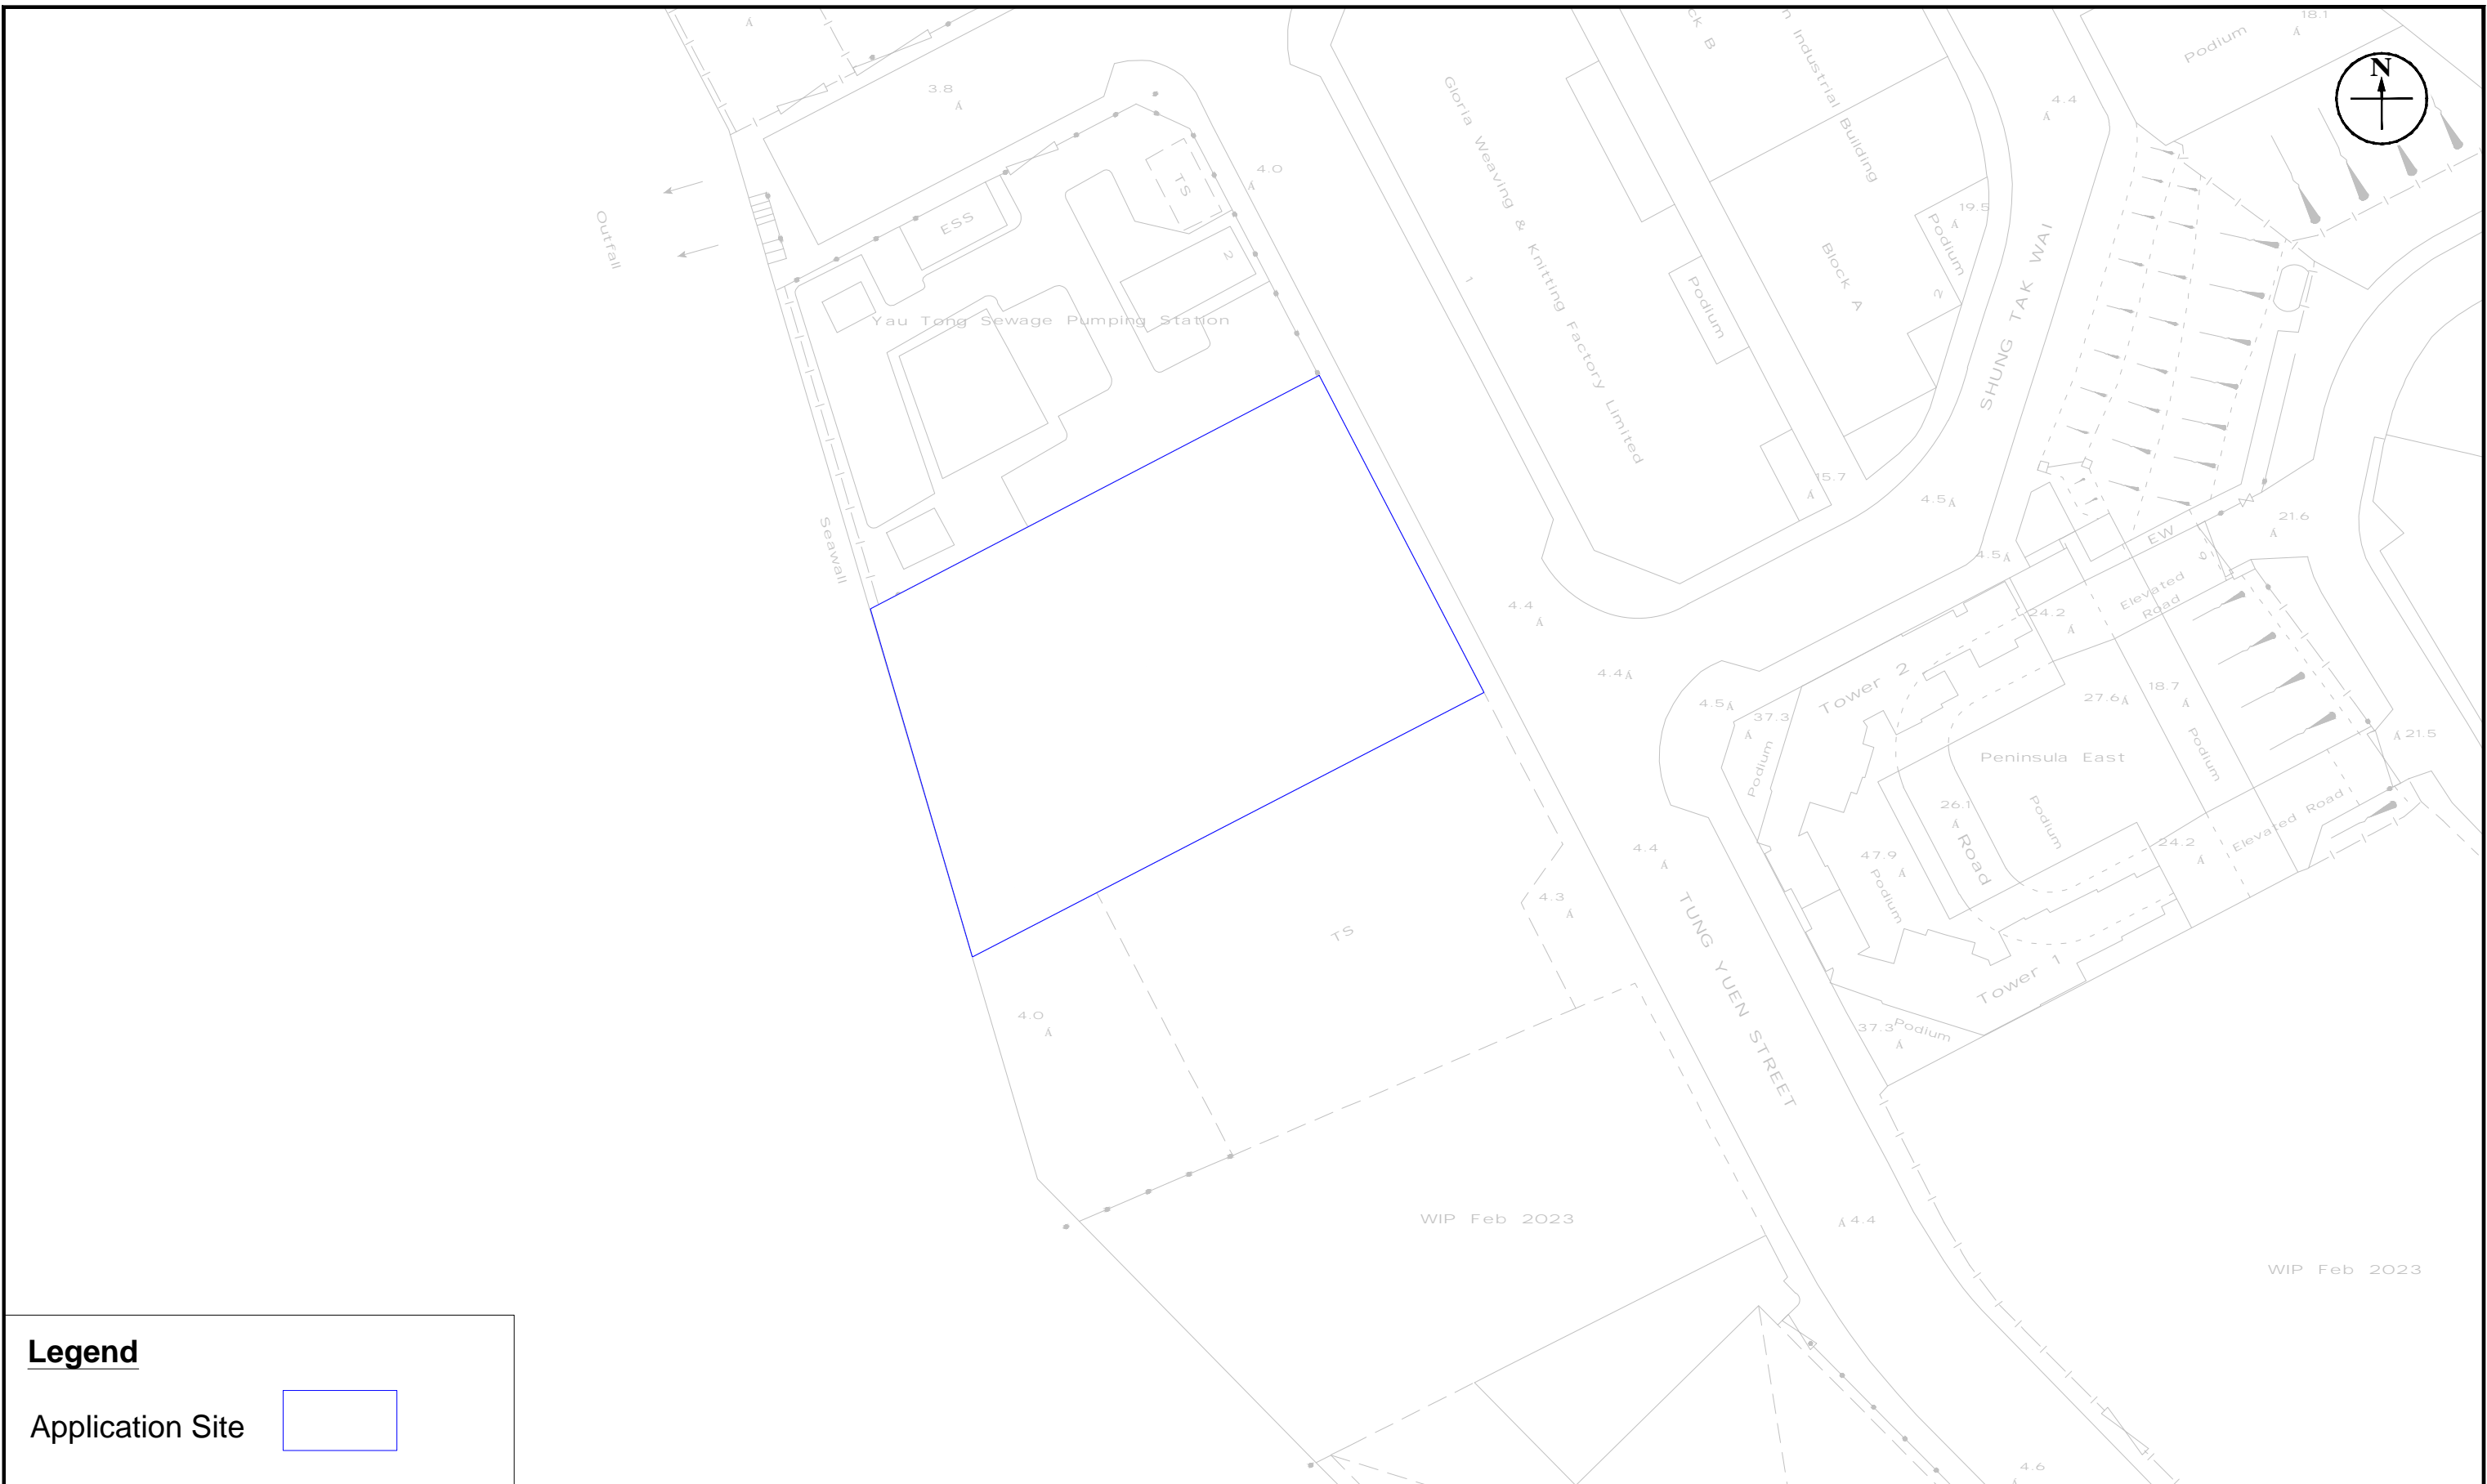 18.1
Podium
N
ck B
n Industrial Building
3.8
4.4
4.0
TS
Gloria Weaving & Knitting Factory Limited
Outfall
ESS
19.5
Podium
2
SHUNG TAK WAI
2
Block A
1
Podium
Yau Tong Sewage Pumping Station
15.7
4.5
21.6
Seawall
EW
4.5
9
Elevated
Road
4.4
24.2
4.4
Tower 2
18.7
27.6
4.5
37.3
Podium
Podium
21.5
Peninsula East
26.1
Podium
Road
Elevated Road
24.2
4.4
47.9
Podium
4.3
TS
TUNG YUEN STREET
Tower 1
4.0
37.3
Podium
WIP Feb 2023
4.4
WIP Feb 2023
Legend
Application Site
4.6